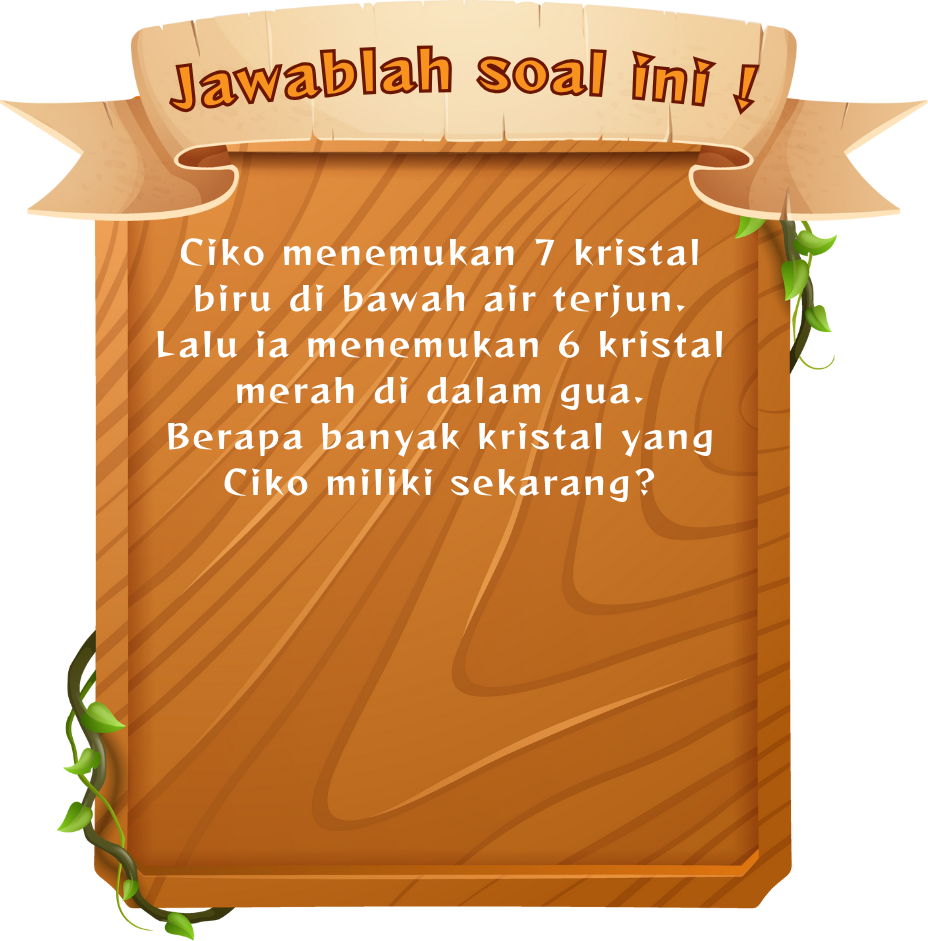 Jawablah soal ini !
Ciko menemukan 7 kristal
biru di bawah air terjun.
Lalu ia menemukan 6 kristal
merah di dalam gua.
Berapa banyak kristal yang
Ciko miliki sekarang?